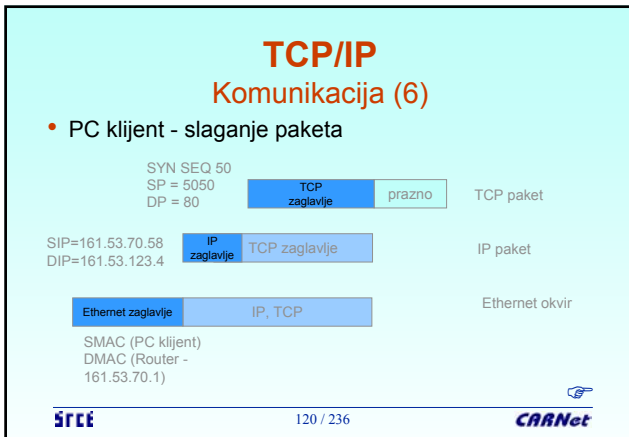 TCP/IP
Komunikacija (6)
• PC klijent - slaganje paketa
SYN SEQ 50
SP = 5050
DP = 80
TCP
zaglavlje
prazno
TCP paket
SIP=161.53.70.58
DIP=161.53.123.4
IP
zaglavlje
TCP zaglavlje
IP paket
Ethernet zaglavlje
IP, TCP
Ethernet okvir
SMAC (PC klijent)
DMAC (Router -
161.53.70.1)
srce
120 / 236
CARNet